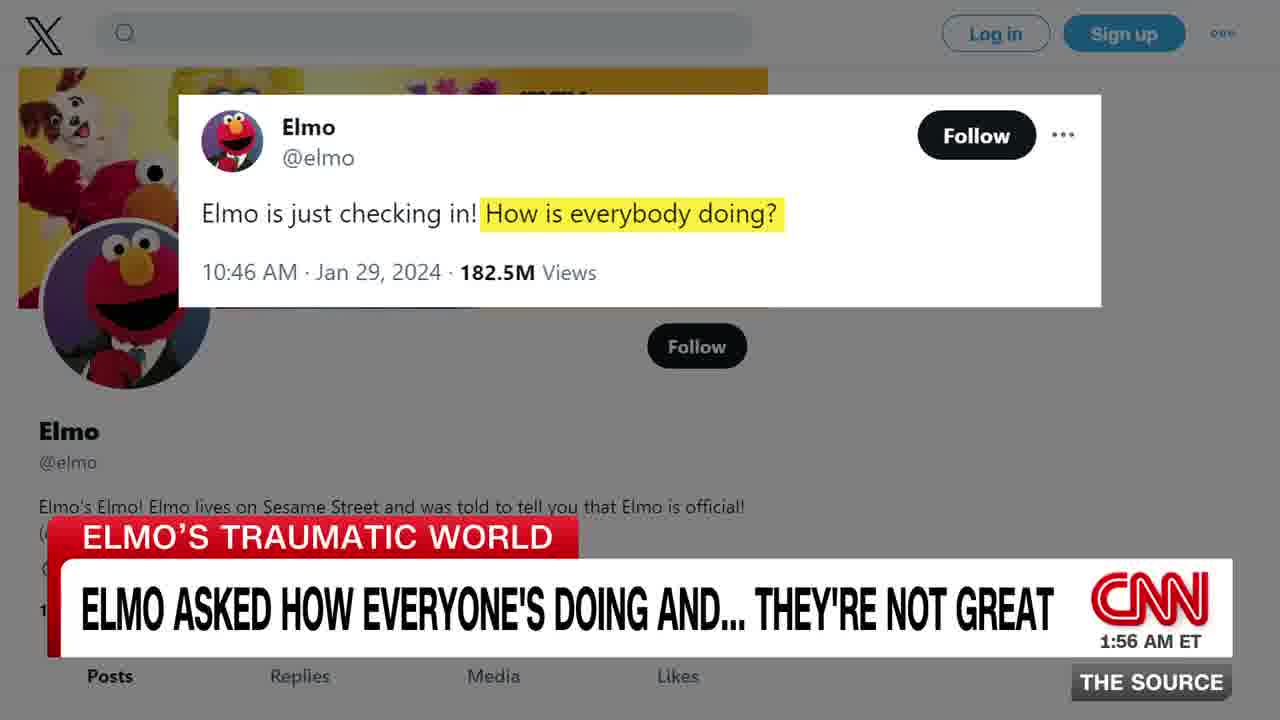 X
Log in
Sign up
Elmo
@elmo
Follow
Elmo is just checking in! How is everybody doing?
10:46 AM · Jan 29, 2024 · 182.5M Views
Follow
Elmo
@elmo
Elmo's Elmo! Elmo lives on Sesame Street and was told to tell you that Elmo is official!
ELMO'S TRAUMATIC WORLD
ELMO ASKED HOW EVERYONE'S DOING AND... THEY'RE NOT GREAT
CNN
1:56 AM ET
Posts
Replies
Media
Likes
THE SOURCE